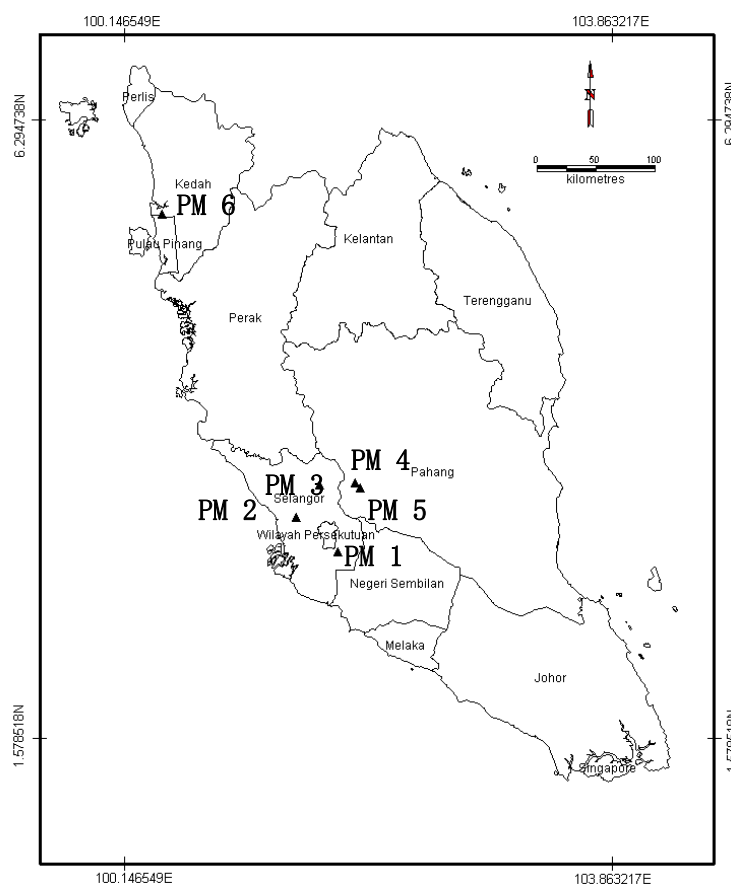 100.146549E 103.863217E
6.294738N
6.294738N
N
0 50 100
kilometres
Perlis
Kedah
PM 6
Pulau Pinang
Kelantan
Terengganu
Perak
PM 4
Pahang
PM 3
Selangor
PM 2
PM 5
Wilayah Persekutuan
PM 1
Negeri Sembilan
Melaka
Johor
1.578518N
1.578518N
Singapore
100.146549E 103.863217E